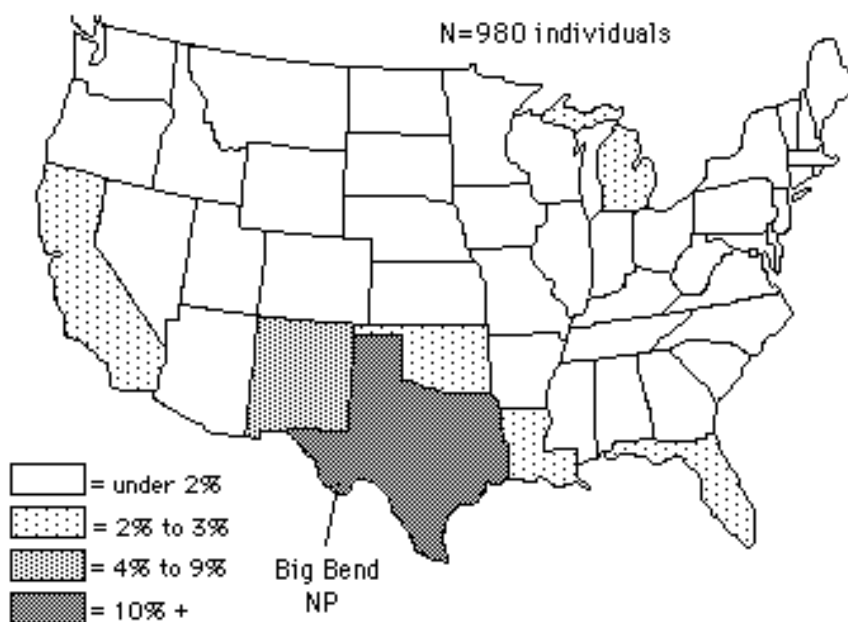 N=980 individuals
= under 2%
= 2% to 3%
= 4% to 9%
= 10% +
Big Bend
NP